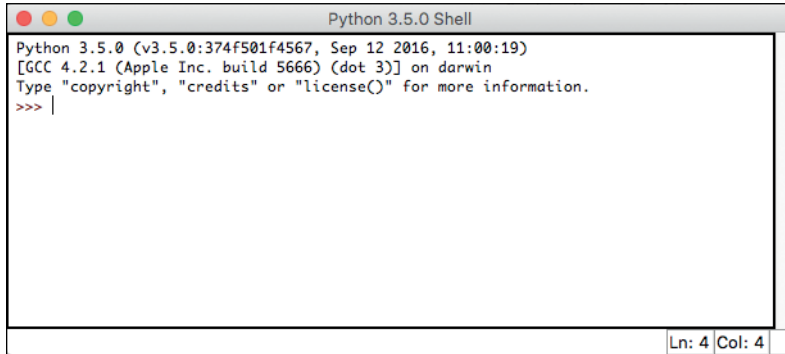 Python 3.5.0 Shell
Python 3.5.0 (v3.5.0:374f501f4567, Sep 12 2016, 11:00:19)
[GCC 4.2.1 (Apple Inc. build 5666) (dot 3)] on darwin
Type "copyright", "credits" or "license()" for more information.
>>>
Ln: 4 Col: 4